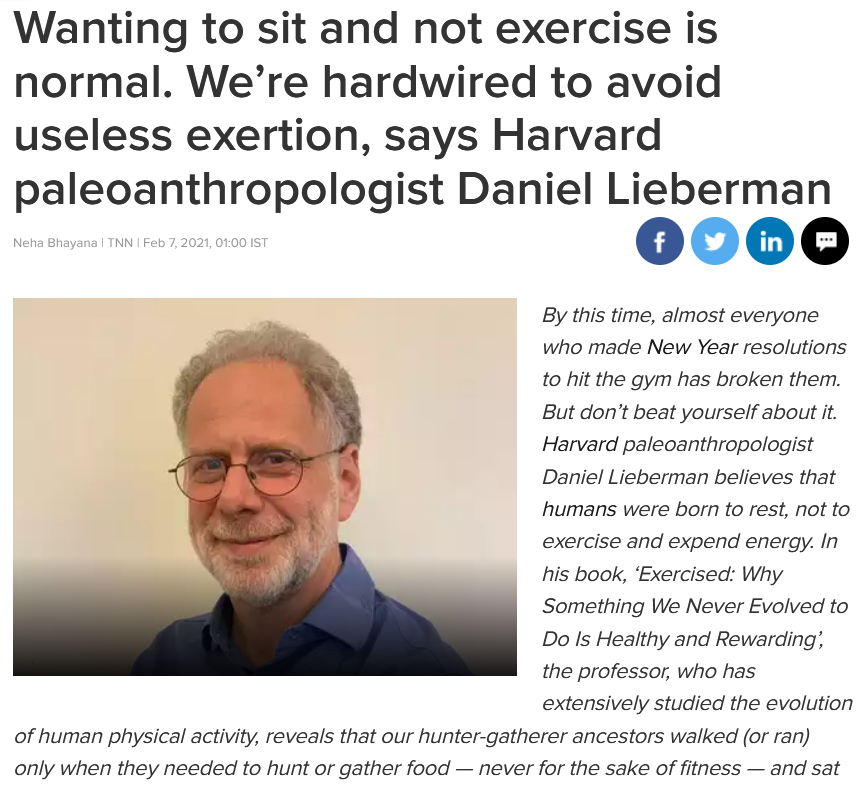 Wanting to sit and not exercise is
normal. We’re hardwired to avoid
useless exertion, says Harvard
paleoanthropologist Daniel Lieberman
Neha Bhayana | TNN | Feb 7, 2021, 01:00 IST
f
in
By this time, almost everyone
who made New Year resolutions
to hit the gym has broken them.
But don’t beat yourself about it.
Harvard paleoanthropologist
Daniel Lieberman believes that
humans were born to rest, not to
exercise and expend energy. In
his book, ‘Exercised: Why
Something We Never Evolved to
Do Is Healthy and Rewarding’,
the professor, who has
extensively studied the evolution
of human physical activity, reveals that our hunter-gatherer ancestors walked (or ran)
only when they needed to hunt or gather food — never for the sake of fitness — and sat